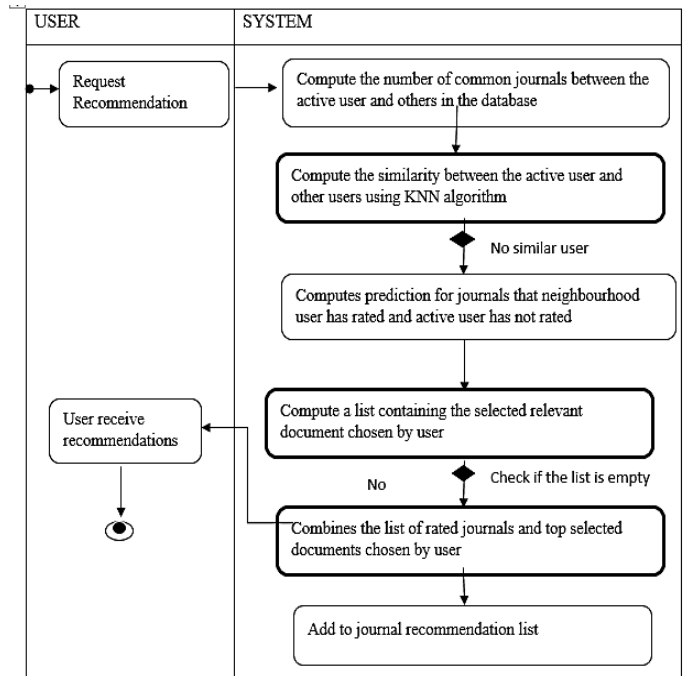 USER
SYSTEM
Request
Recommendation
Compute the number of common journals between the
active user and others in the database
Compute the similarity between the active user and
other users using KNN algorithm
No similar user
Computes prediction for journals that neighbourhood
user has rated and active user has not rated
Compute a list containing the selected relevant
document chosen by user
User receive
recommendations
No
Check if the list is empty
Combines the list of rated journals and top selected
documents chosen by user
Add to journal recommendation list